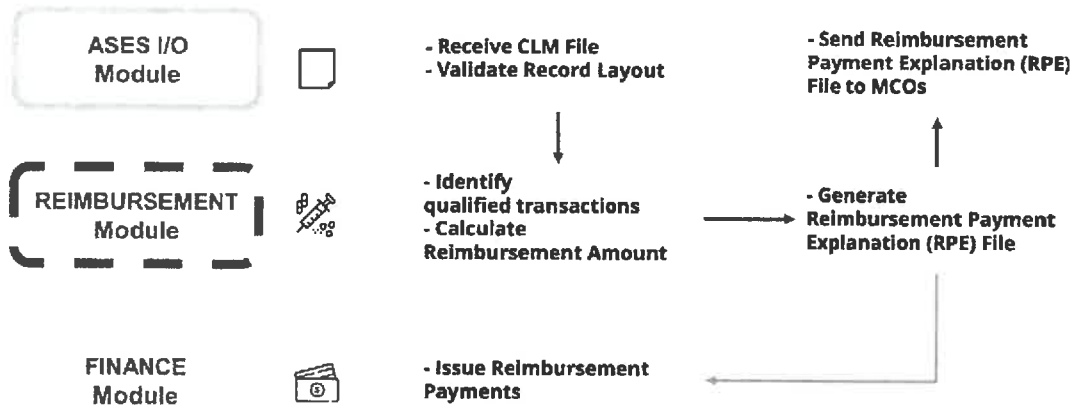 ASES I/O
Module
- Receive CLM File
- Validate Record Layout
- Send Reimbursement
Payment Explanation (RPE)
File to MCOs
REIMBURSEMENT
Module
- Identify
qualified transactions
- Calculate
Reimbursement Amount
- Generate
Reimbursement Payment
Explanation (RPE) File
FINANCE
Module
- Issue Reimbursement
Payments